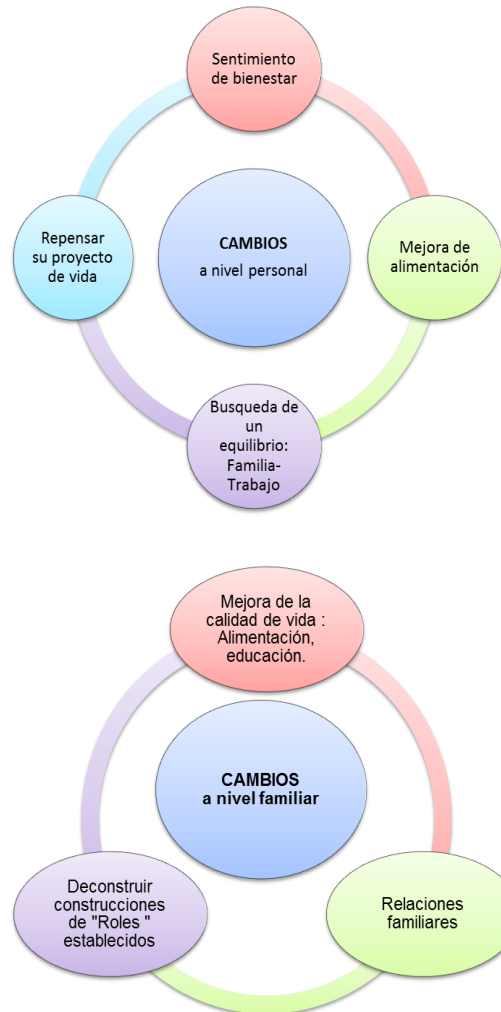 Sentimiento
de bienestar
Repensar
su proyecto
de vida
CAMBIOS
a nivel personal
Mejora de
alimentación
Busqueda de
un
equilibrio:
Familia-
Trabajo
Mejora de la
calidad de vida :
Alimentación,
educación.
CAMBIOS
a nivel familiar
Deconstruir
construcciones
de "Roles "
establecidos
Relaciones
familiares